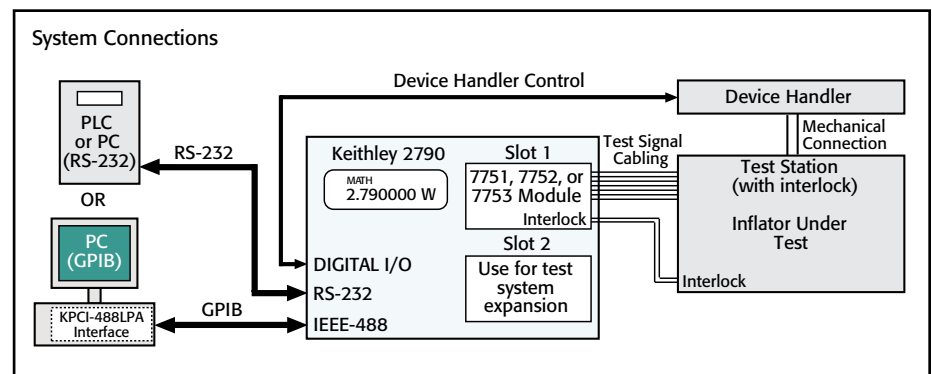 System Connections
Device Handler Control
Device Handler
PLC
or PC
(RS-232)
RS-232
OR
PC
(GPIB)
KPCI-488LPA
Interface
GPIB
Keithley 2790
MATH
2.790000 W
DIGITAL I/O
RS-232
IEEE-488
Slot 1
7751, 7752, or
7753 Module
Interlock
Slot 2
Use for test
system
expansion
Test Signal
Cabling
Mechanical
Connection
Test Station
(with interlock)
Inflator Under
Test
Interlock